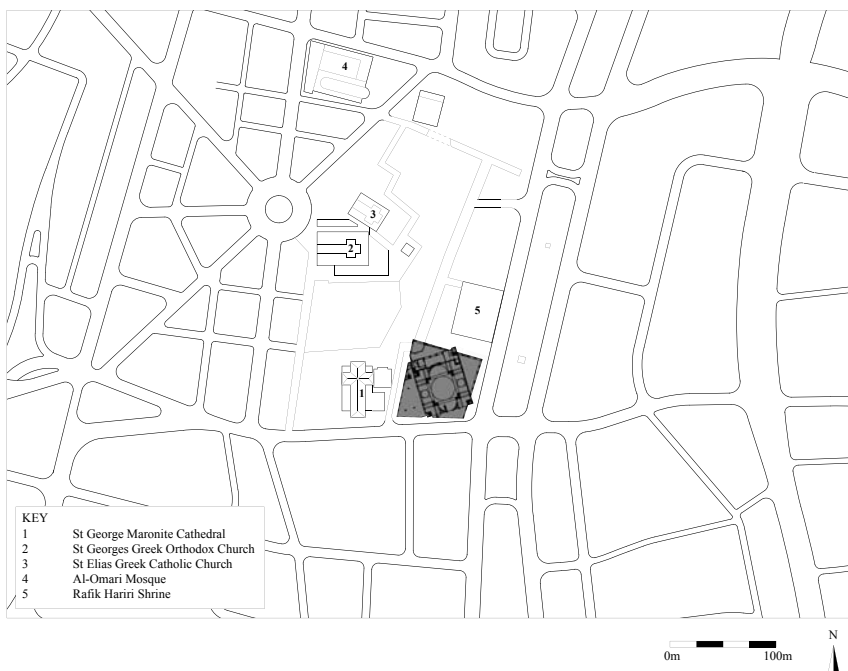 4
3
2
5
1
KEY
1 St George Maronite Cathedral
2 St Georges Greek Orthodox Church
3 St Elias Greek Catholic Church
4 Al-Omari Mosque
5 Rafik Hariri Shrine
N
0m 100m